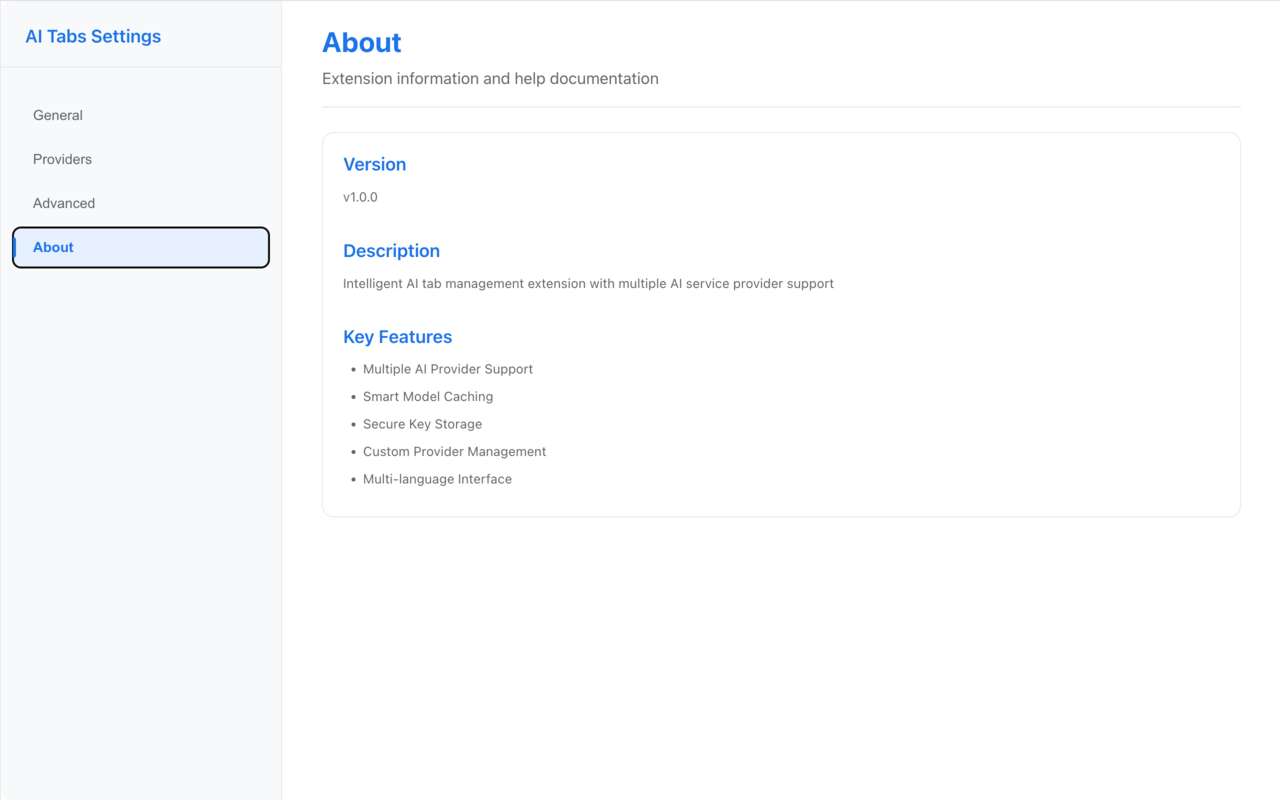 AI Tabs Settings
General
Providers
Advanced
About
About
Extension information and help documentation
Version
v1.0.0
Description
Intelligent AI tab management extension with multiple AI service provider support
Key Features
• Multiple AI Provider Support
• Smart Model Caching
• Secure Key Storage
• Custom Provider Management
• Multi-language Interface